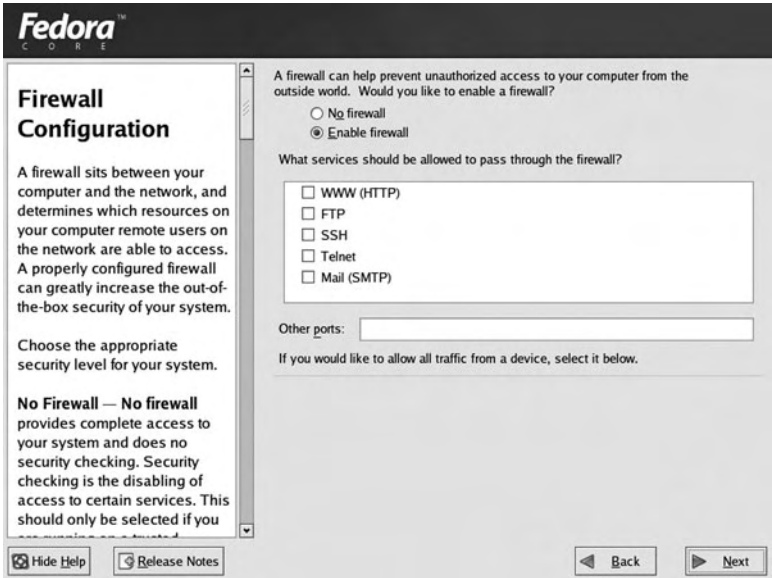 Fedora™
CORE
Firewall
Configuration
A firewall sits between your
computer and the network, and
determines which resources on
your computer remote users on
the network are able to access.
A properly configured firewall
can greatly increase the out-of-
the-box security of your system.
Choose the appropriate
security level for your system.
No Firewall — No firewall
provides complete access to
your system and does no
security checking. Security
checking is the disabling of
access to certain services. This
should only be selected if you
A firewall can help prevent unauthorized access to your computer from the
outside world. Would you like to enable a firewall?
No firewall
Enable firewall
What services should be allowed to pass through the firewall?
WWW (HTTP)
FTP
SSH
Telnet
Mail (SMTP)
Other ports:
If you would like to allow all traffic from a device, select it below.
Hide Help
Release Notes
Back
Next